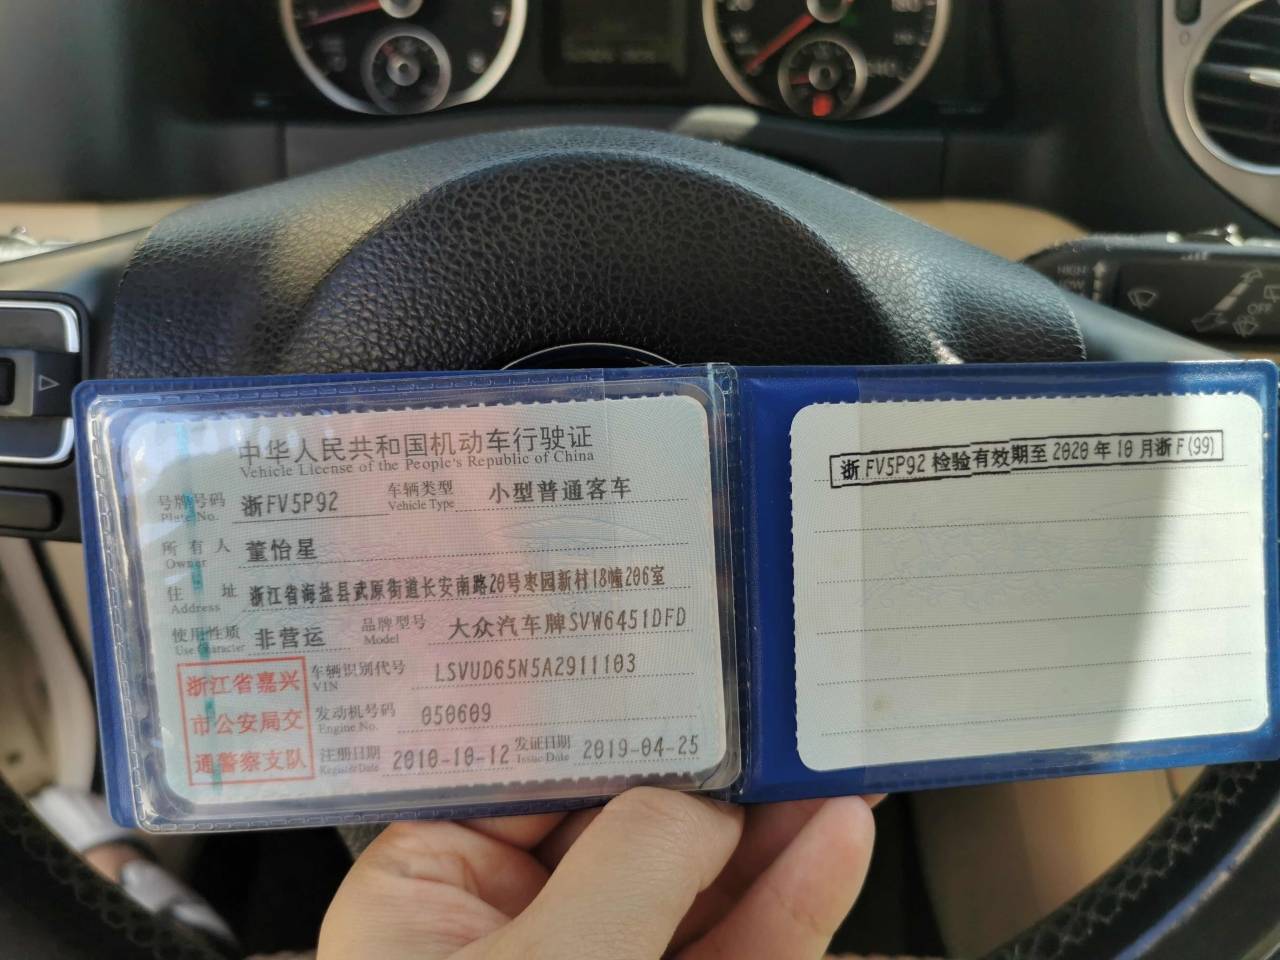 中华人民共和国机动车行驶证
Vehicle License of the People's Republic of China
号牌号码 浙FV5P92 车辆类型 小型普通客车
Plate No. Vehicle Type
所有人 董怡星
Owner
住址 浙江省海盐县武原街道长安南路20号枣园新村18幢206室
Address
使用性质 非营运 品牌型号 大众汽车牌SVW6451DFD
Use Character Model
浙江省嘉兴
市公安局交
通警察支队
车辆识别代号 LSVUD65N5A2911103
VIN
发动机号码 050609
Engine No.
注册日期 2010-10-12 发证日期 2019-04-25
Register Date Issue Date
浙FV5P92 检验有效期至 2020 年 10 月浙 F(99)
HIGH
LOW